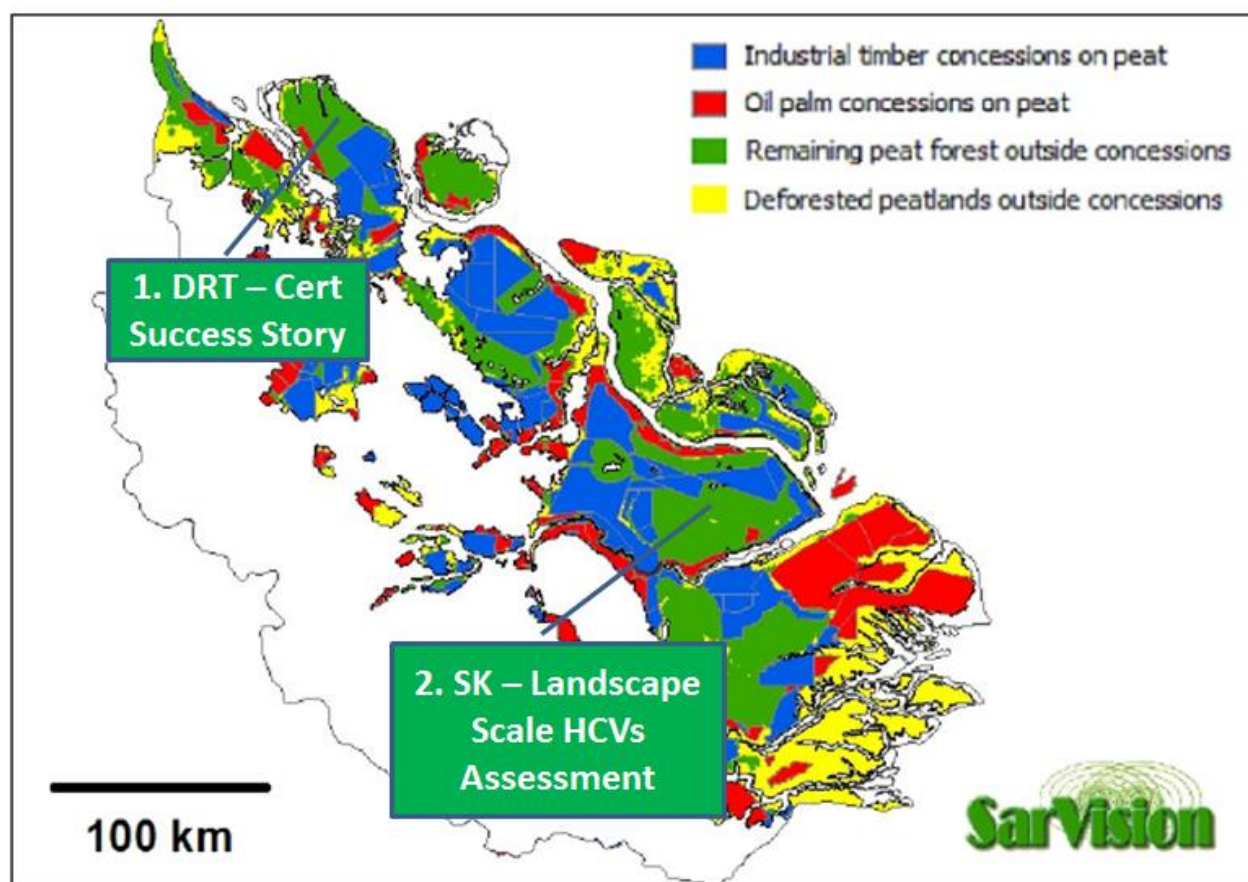 Industrial timber concessions on peat
Oil palm concessions on peat
Remaining peat forest outside concessions
Deforested peatlands outside concessions
1. DRT – Cert
Success Story
2. SK – Landscape
Scale HCVs
Assessment
100 km
SarVision